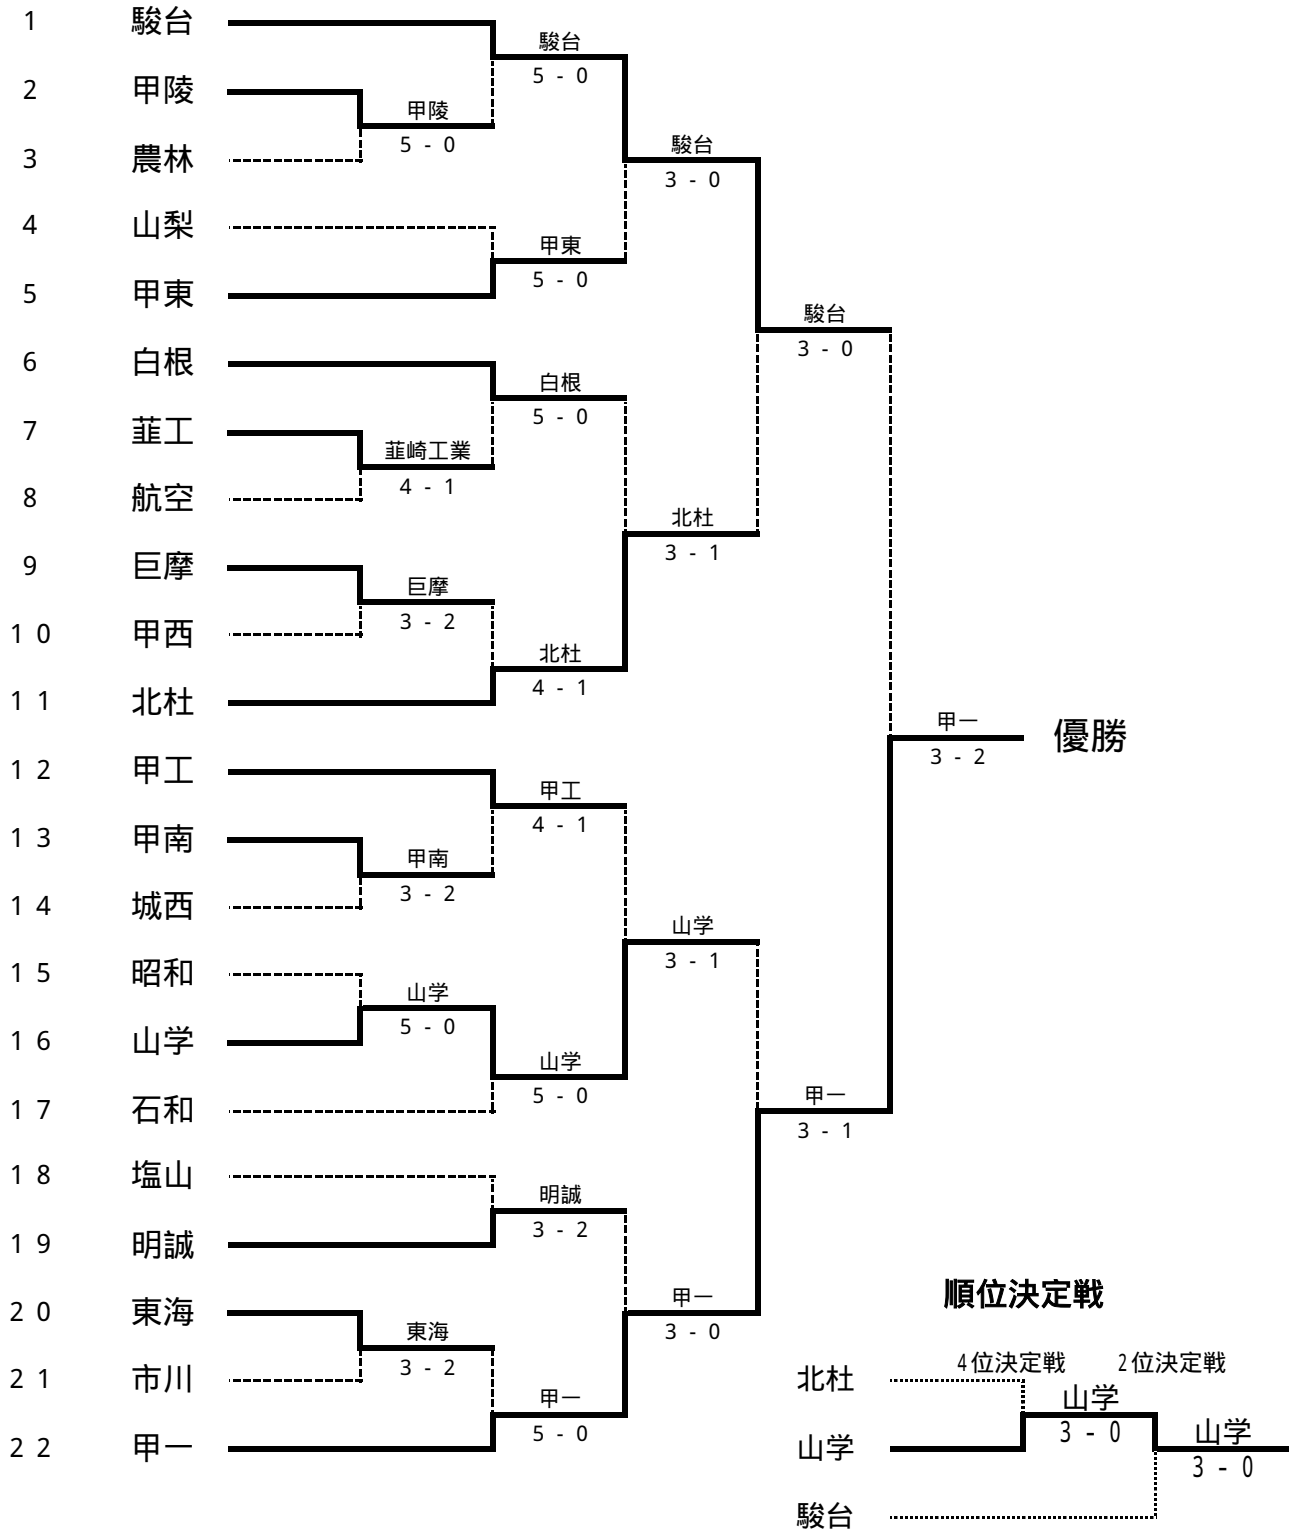 1 駿台
駿台
5 - 0
2 甲陵
甲陵
5 - 0
3 農林
駿台
3 - 0
4 山梨
甲東
5 - 0
5 甲東
駿台
3 - 0
6 白根
白根
5 - 0
7 韮工
韮崎工業
4 - 1
8 航空
北杜
3 - 1
9 巨摩
巨摩
3 - 2
10 甲西
北杜
4 - 1
11 北杜
甲一
3 - 2
優勝
12 甲工
甲工
4 - 1
13 甲南
甲南
3 - 2
14 城西
山学
3 - 1
15 昭和
山学
5 - 0
16 山学
山学
5 - 0
17 石和
甲一
3 - 1
18 塩山
明誠
3 - 2
19 明誠
甲一
3 - 0
20 東海
東海
3 - 2
21 市川
甲一
5 - 0
22 甲一
順位決定戦
4位決定戦 2位決定戦
北杜
山学
3 - 0
山学
山学
3 - 0
駿台